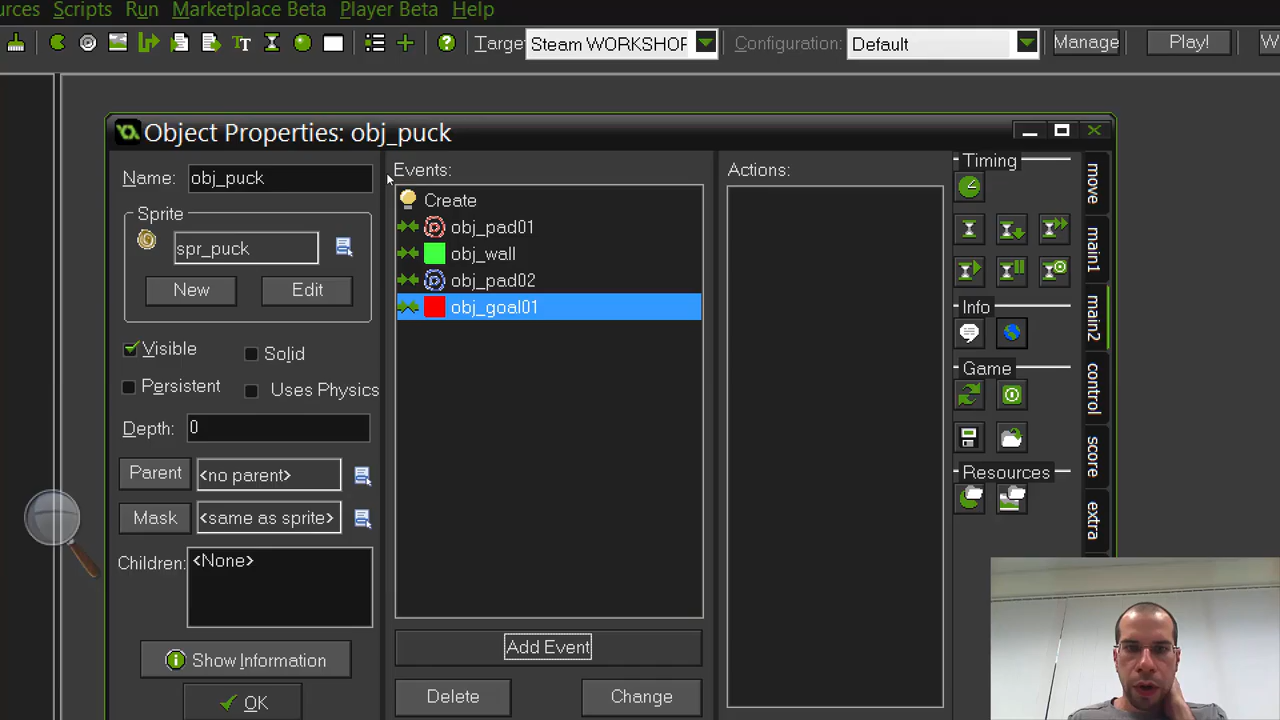 urces Scripts Run Marketplace Beta Player Beta Help
Target Steam WORKSHOP Configuration: Default Manage Play! W
Object Properties: obj_puck
Name: obj_puck
Sprite
spr_puck
New Edit
Visible Solid
Persistent Uses Physics
Depth: 0
Parent <no parent>
Mask <same as sprite>
Children: <None>
Show Information
OK
Events:
Create
obj_pad01
obj_wall
obj_pad02
obj_goal01
Add Event
Delete Change
Actions:
Timing
Info
Game
Resources
move
main1
main2
control
score
extra